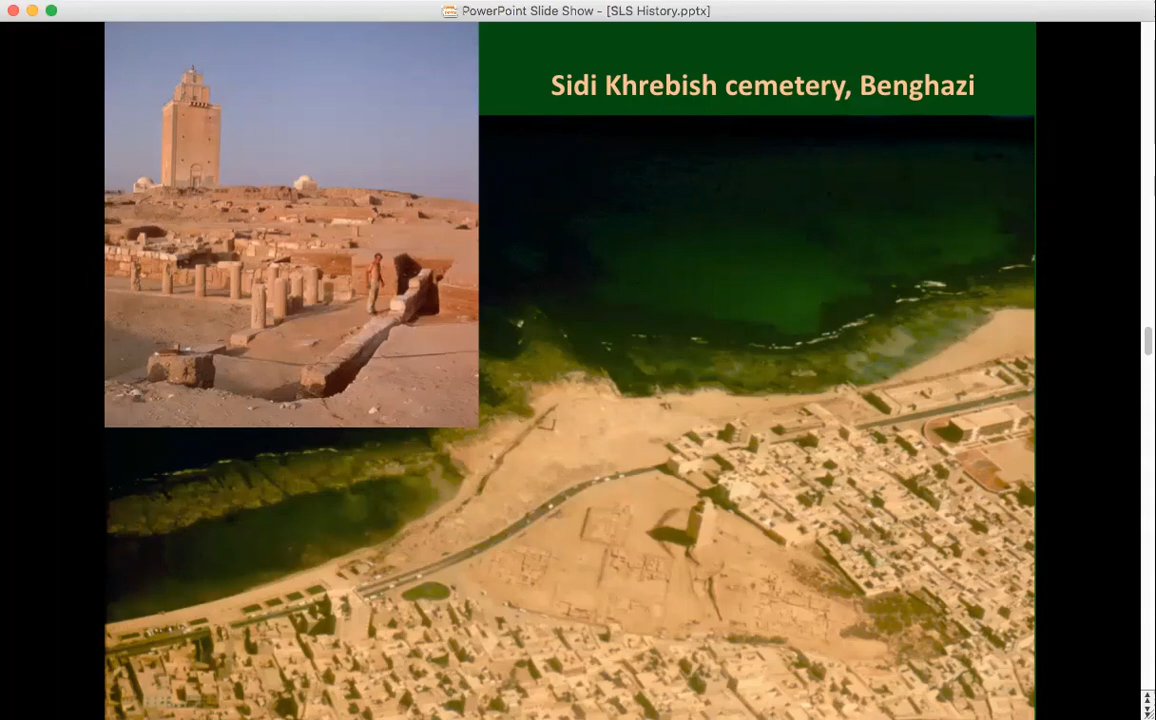 PowerPoint Slide Show - [SLS History.pptx]
Sidi Khrebish cemetery, Benghazi